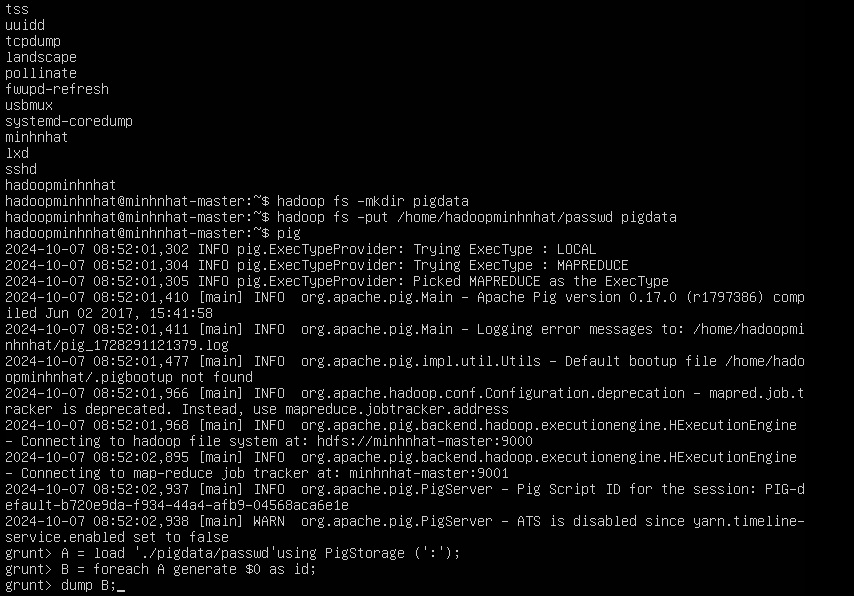 tss
uuidd
tcpdump
landscape
pollinate
fwupd-refresh
usbmux
systemd-coredump
minhnhat
lxd
sshd
hadoopminhnhat
hadoopminhnhat@minhnhat-master:~$ hadoop fs -mkdir pigdata
hadoopminhnhat@minhnhat-master:~$ hadoop fs -put /home/hadoopminhnhat/passwd pigdata
hadoopminhnhat@minhnhat-master:~$ pig
2024-10-07 08:52:01,302 INFO pig.ExecTypeProvider: Trying ExecType : LOCAL
2024-10-07 08:52:01,304 INFO pig.ExecTypeProvider: Trying ExecType : MAPREDUCE
2024-10-07 08:52:01,305 INFO pig.ExecTypeProvider: Picked MAPREDUCE as the ExecType
2024-10-07 08:52:01,410 [main] INFO  org.apache.pig.Main - Apache Pig version 0.17.0 (r1797386) comp
iled Jun 02 2017, 15:41:58
2024-10-07 08:52:01,411 [main] INFO  org.apache.pig.Main - Logging error messages to: /home/hadoopmi
nhnhat/pig_1728291121379.log
2024-10-07 08:52:01,477 [main] INFO  org.apache.pig.impl.util.Utils - Default bootup file /home/hado
opminhnhat/.pigbootup not found
2024-10-07 08:52:01,966 [main] INFO  org.apache.hadoop.conf.Configuration.deprecation - mapred.job.t
racker is deprecated. Instead, use mapreduce.jobtracker.address
2024-10-07 08:52:01,968 [main] INFO  org.apache.pig.backend.hadoop.executionengine.HExecutionEngine
- Connecting to hadoop file system at: hdfs://minhnhat-master:9000
2024-10-07 08:52:02,895 [main] INFO  org.apache.pig.backend.hadoop.executionengine.HExecutionEngine
- Connecting to map-reduce job tracker at: minhnhat-master:9001
2024-10-07 08:52:02,937 [main] INFO  org.apache.pig.PigServer - Pig Script ID for the session: PIG-d
efault-b720e9da-f934-44a4-afb9-04568aca6e1e
2024-10-07 08:52:02,938 [main] WARN  org.apache.pig.PigServer - ATS is disabled since yarn.timeline-
service.enabled set to false
grunt> A = load './pigdata/passwd'using PigStorage (':');
grunt> B = foreach A generate $0 as id;
grunt> dump B;_